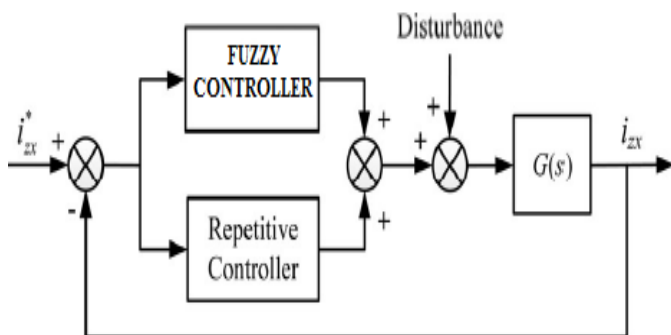 Disturbance
FUZZY
CONTROLLER
+
+
+
i*zx
+
-
G(s)
izx
Repetitive
Controller
+